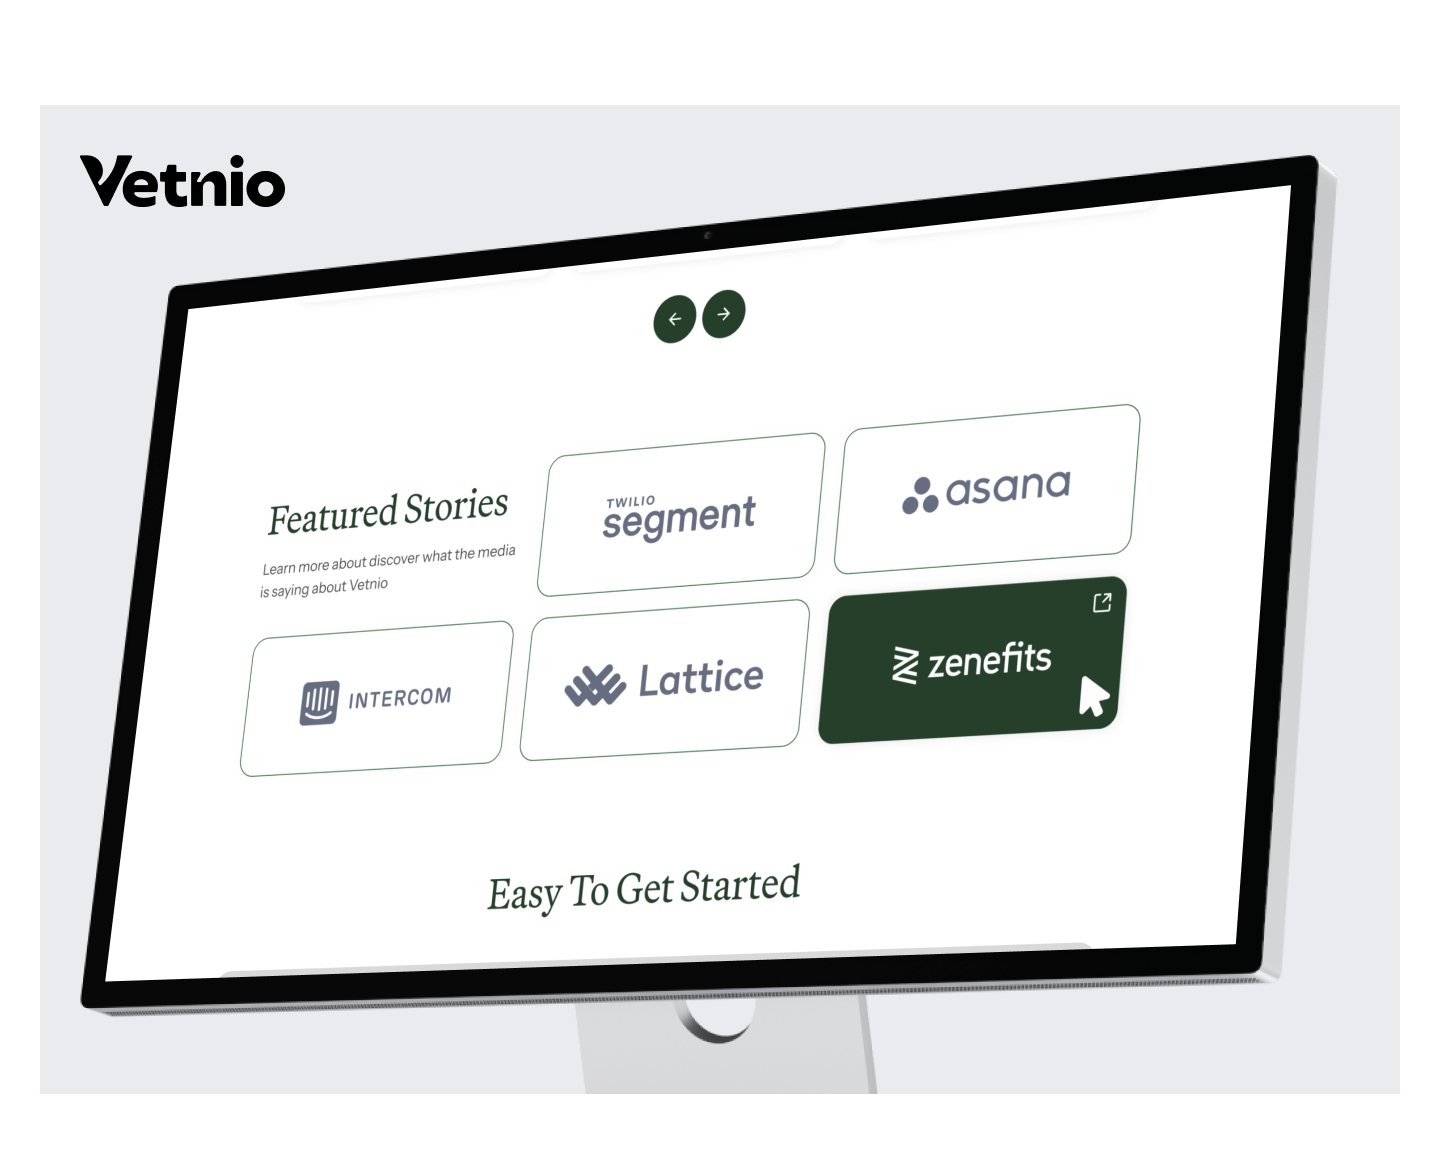 Vetnio
Featured Stories
Learn more about discover what the media
is saying about Vetnio
TWILIO
segment
asana
INTERCOM
Lattice
zenefits
Easy To Get Started